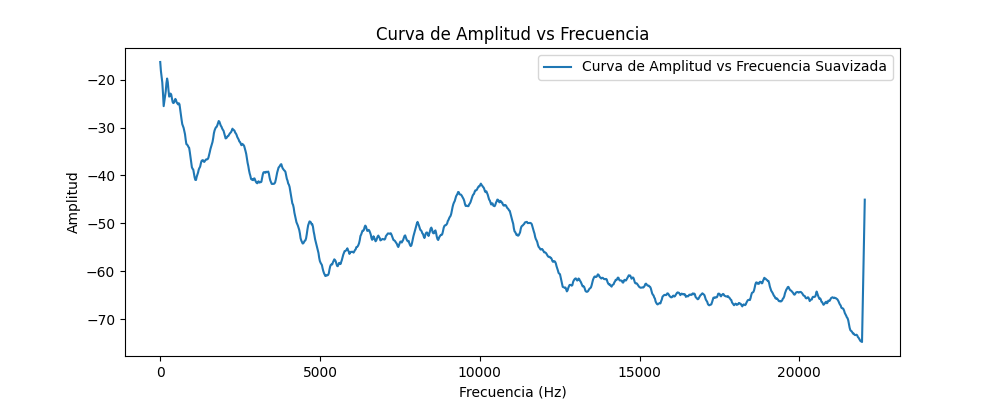 Curva de Amplitud vs Frecuencia
Curva de Amplitud vs Frecuencia Suavizada
−20
−30
−40
−50
−60
−70
Amplitud
0 5000 10000 15000 20000
Frecuencia (Hz)